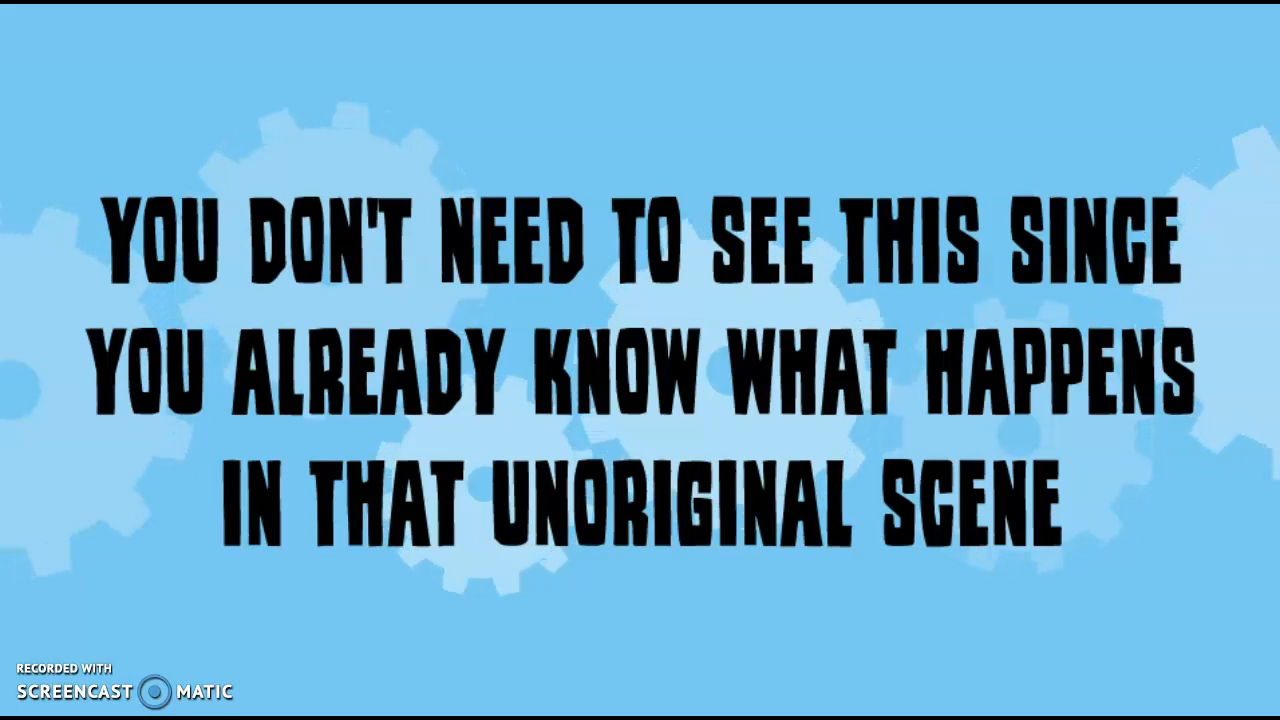 YOU DON'T NEED TO SEE THIS SINCE
YOU ALREADY KNOW WHAT HAPPENS
IN THAT UNORIGINAL SCENE
RECORDED WITH
SCREENCAST MATIC